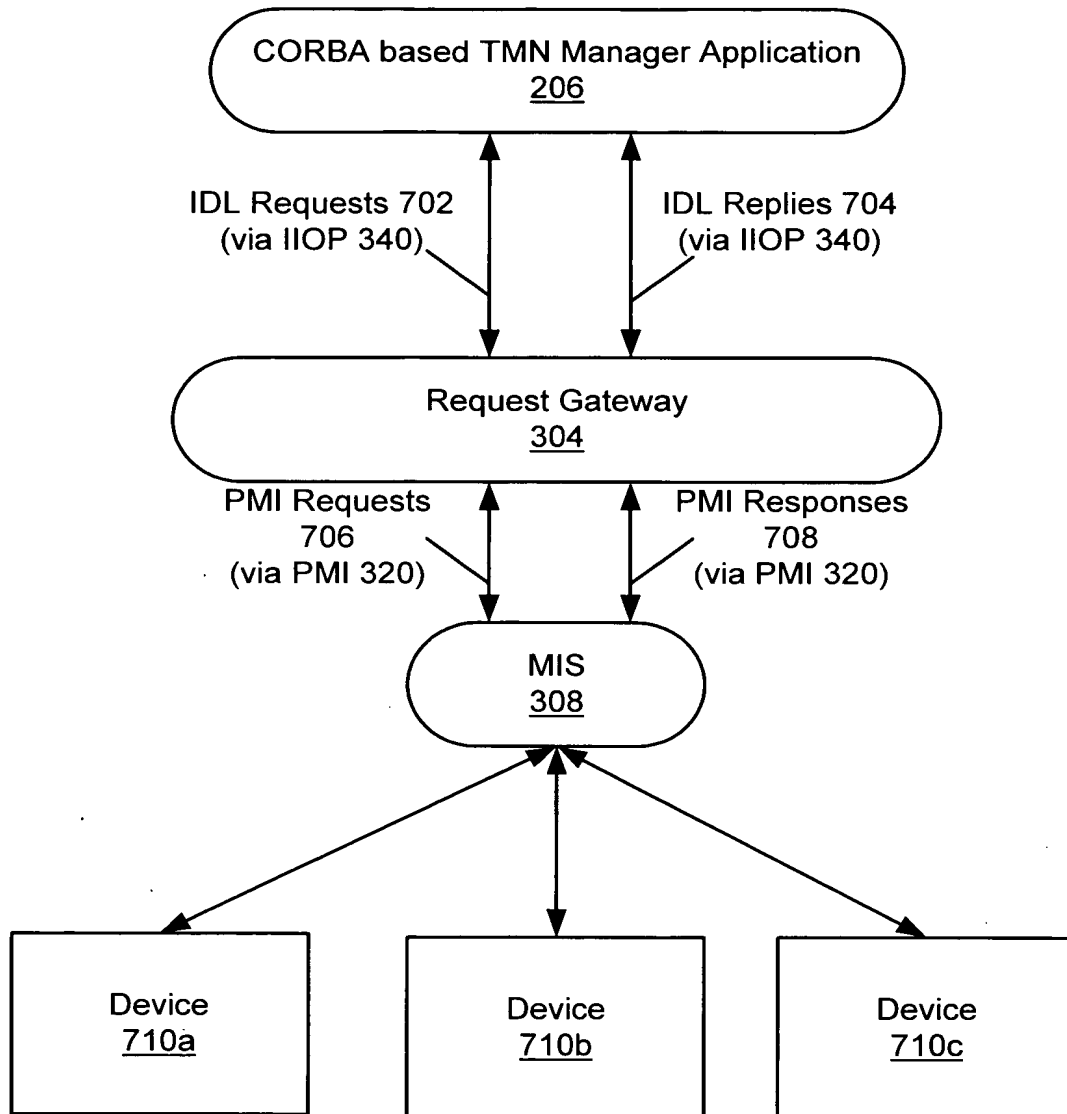 CORBA based TMN Manager Application
206
IDL Requests 702
(via IIOP 340)
IDL Replies 704
(via IIOP 340)
Request Gateway
304
PMI Requests
706
(via PMI 320)
PMI Responses
708
(via PMI 320)
MIS
308
Device
710a
Device
710b
Device
710c